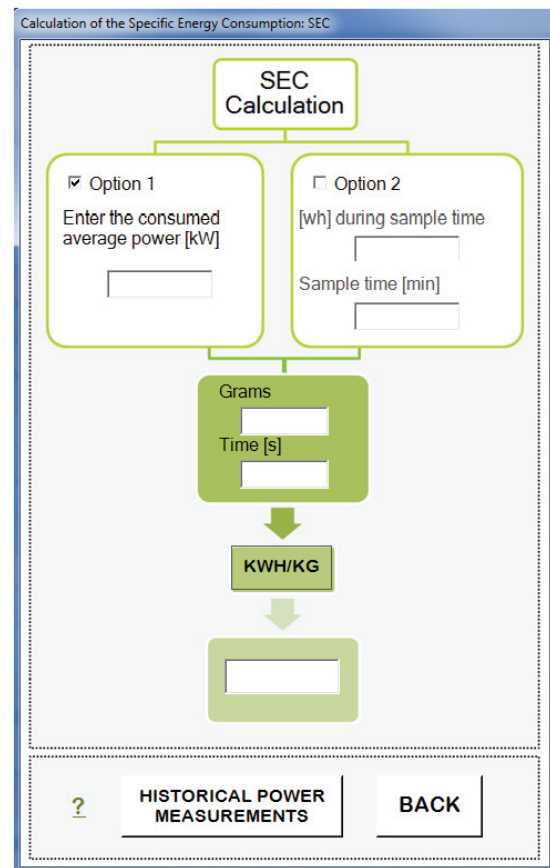 Calculation of the Specific Energy Consumption: SEC
SEC
Calculation
Option 1
Enter the consumed
average power [kW]
Option 2
[wh] during sample time
Sample time [min]
Grams
Time [s]
KWH/KG
?
HISTORICAL POWER
MEASUREMENTS
BACK